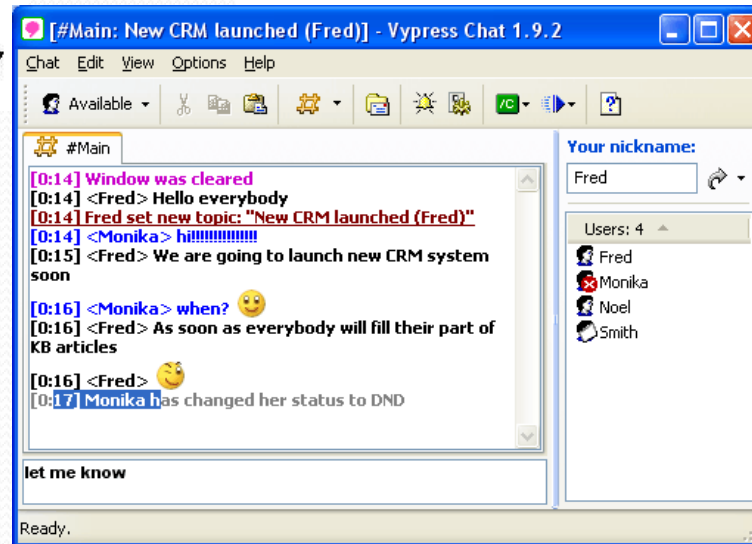 [#Main: New CRM launched (Fred)] - Vypress Chat 1.9.2
Chat Edit View Options Help
Available
/C
#Main
[0:14] Window was cleared
[0:14] <Fred> Hello everybody
[0:14] Fred set new topic: "New CRM launched (Fred)"
[0:14] <Monika> hi!!!!!!!!!!!!!!!
[0:15] <Fred> We are going to launch new CRM system
soon
[0:16] <Monika> when?
[0:16] <Fred> As soon as everybody will fill their part of
KB articles
[0:16] <Fred>
[0:17] Monika has changed her status to DND
let me know
Your nickname:
Fred
Users: 4
Fred
Monika
Noel
Smith
Ready.